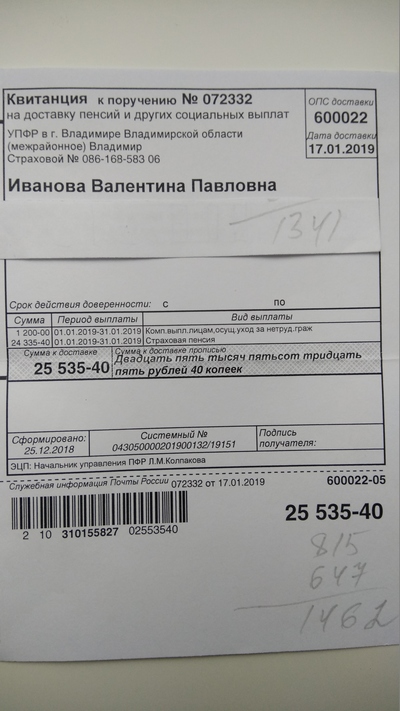 Квитанция к поручению № 072332
на доставку пенсий и других социальных выплат
УПФР в г. Владимире Владимирской области
(межрайонное) Владимир
Страховой № 086-168-583 06
ОПС доставки
600022
Дата доставки
17.01.2019
Иванова Валентина Павловна
1341
Срок действия доверенности: с по
Сумма Период выплаты Вид выплаты
1 200-00 01.01.2019-31.01.2019 Комп.выпл.лицам,осущ.уход за нетруд.граж
24 335-40 01.01.2019-31.01.2019 Страховая пенсия
Сумма к доставке Сумма к доставке прописью
25 535-40 Двадцать пять тысяч пятьсот тридцать
пять рублей 40 копеек
Сформировано: Системный № Подпись
25.12.2018 043050000201900132/19151 получателя:
ЭЦП: Начальник управления ПФР Л.М.Колпакова
Служебная информация Почты России 072332 от 17.01.2019 600022-05
25 535-40
2 10 310155827 02553540
815
647
1462